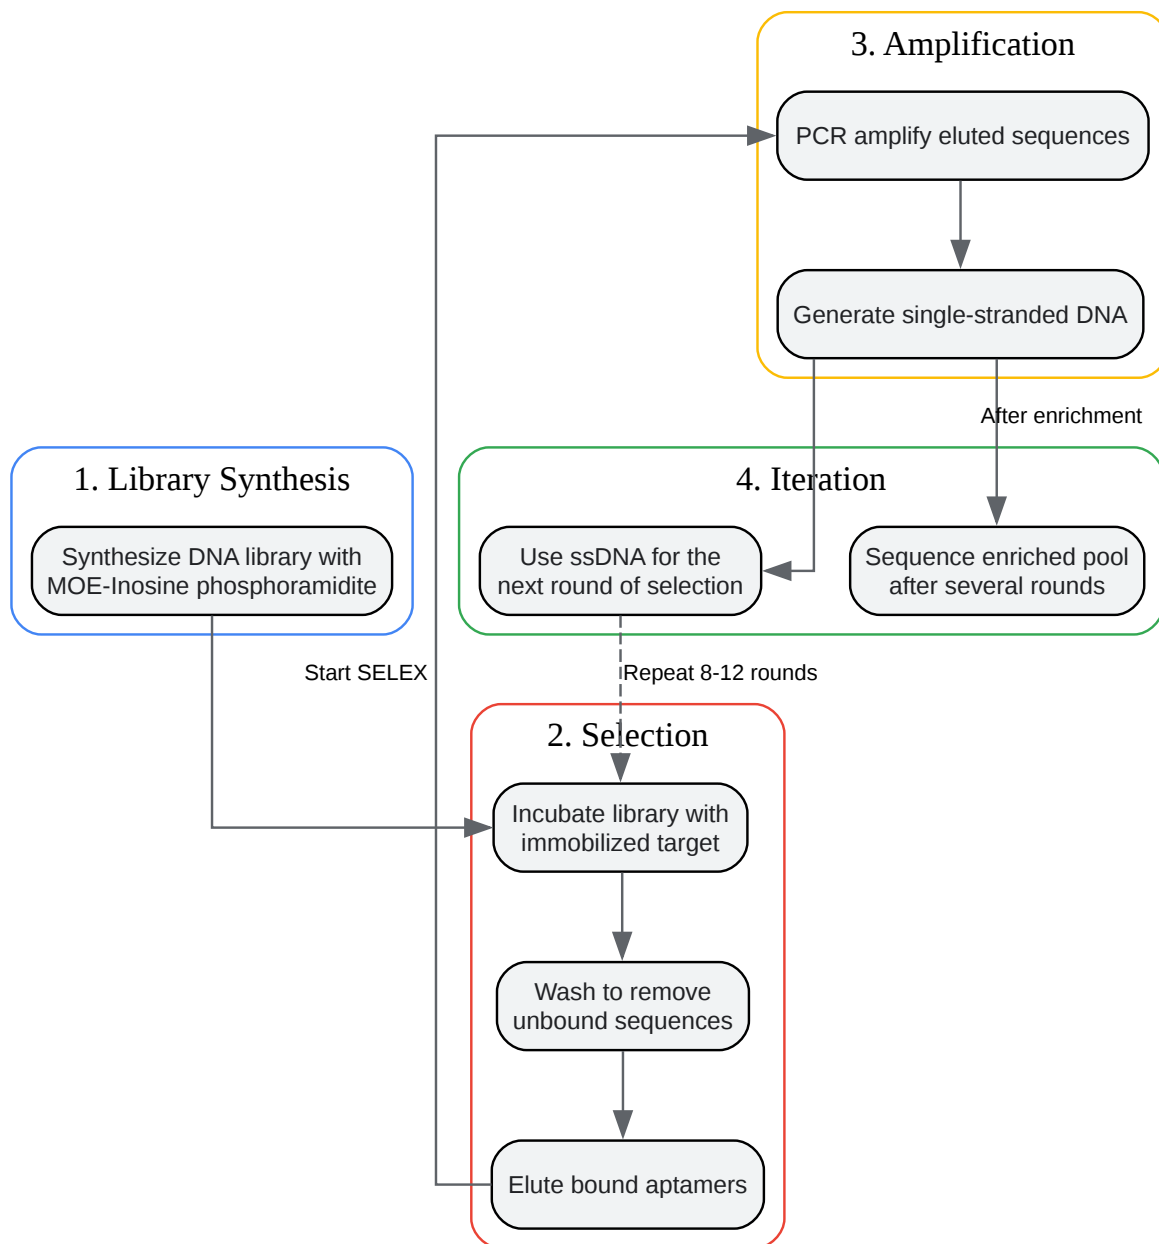 3. Amplification
PCR amplify eluted sequences
Generate single-stranded DNA
After enrichment
1. Library Synthesis
Synthesize DNA library with
MOE-Inosine phosphoramidite
4. Iteration
Use ssDNA for the
next round of selection
Sequence enriched pool
after several rounds
Start SELEX
Repeat 8-12 rounds
2. Selection
Incubate library with
immobilized target
Wash to remove
unbound sequences
Elute bound aptamers